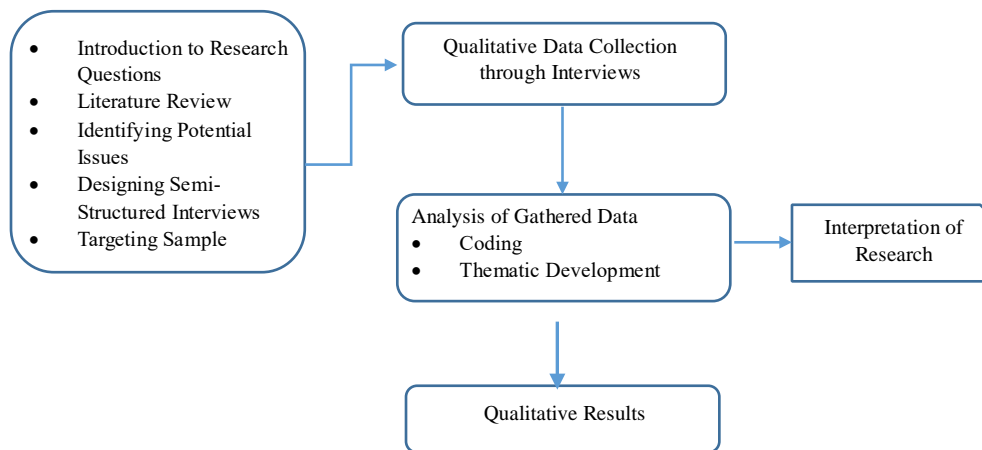 • Introduction to Research
Questions
• Literature Review
• Identifying Potential
Issues
• Designing Semi-
Structured Interviews
• Targeting Sample
Qualitative Data Collection
through Interviews
Analysis of Gathered Data
• Coding
• Thematic Development
Interpretation of
Research
Qualitative Results